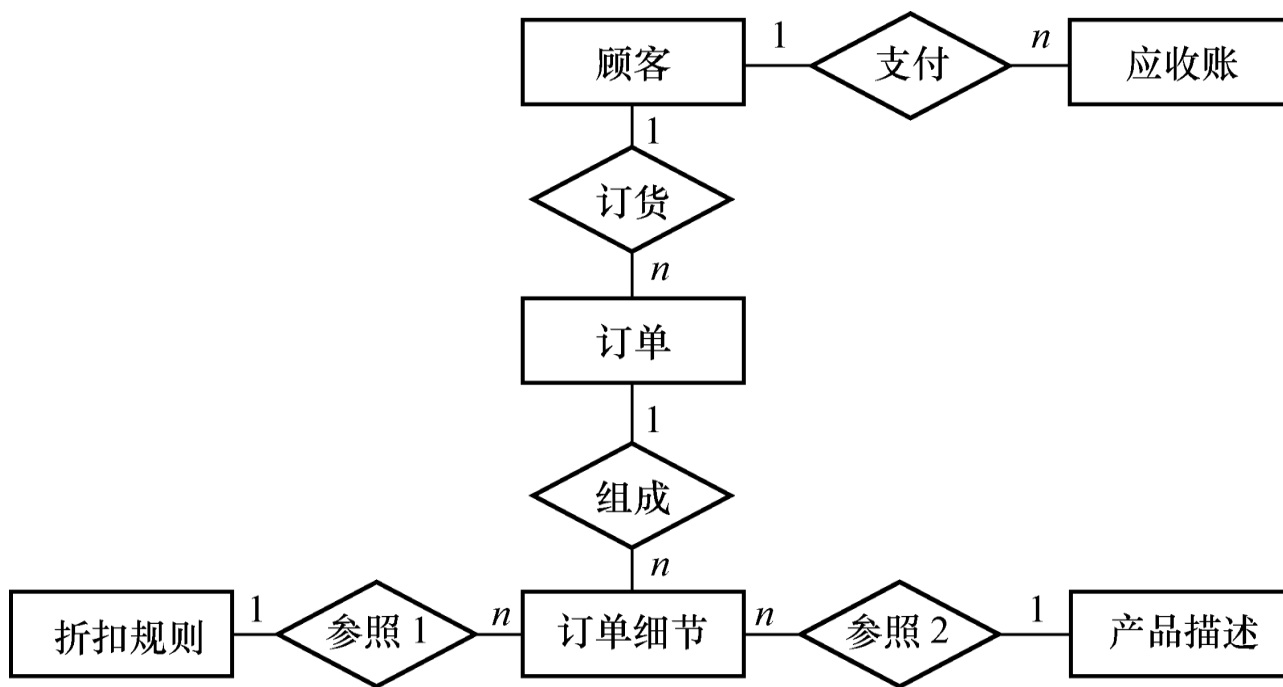 顾客 1 支付 n 应收账
1
订货
n
订单
1
组成
n
折扣规则 1 参照 1 n 订单细节 n 参照 2 1 产品描述